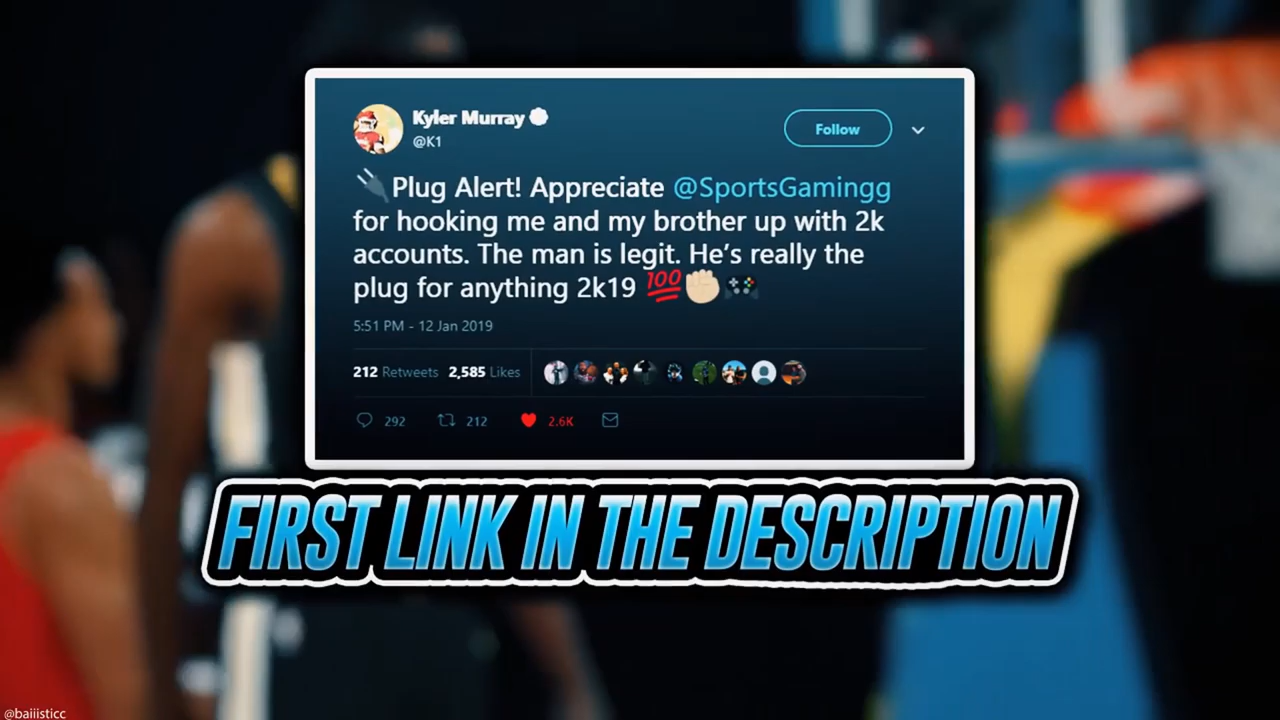 Kyler Murray
@K1
Follow
🔌Plug Alert! Appreciate @SportsGamingg
for hooking me and my brother up with 2k
accounts. The man is legit. He’s really the
plug for anything 2k19 💯✊🏼🎮
5:51 PM - 12 Jan 2019
212 Retweets 2,585 Likes
292 212 2.6K
FIRST LINK IN THE DESCRIPTION
@baiiisticc